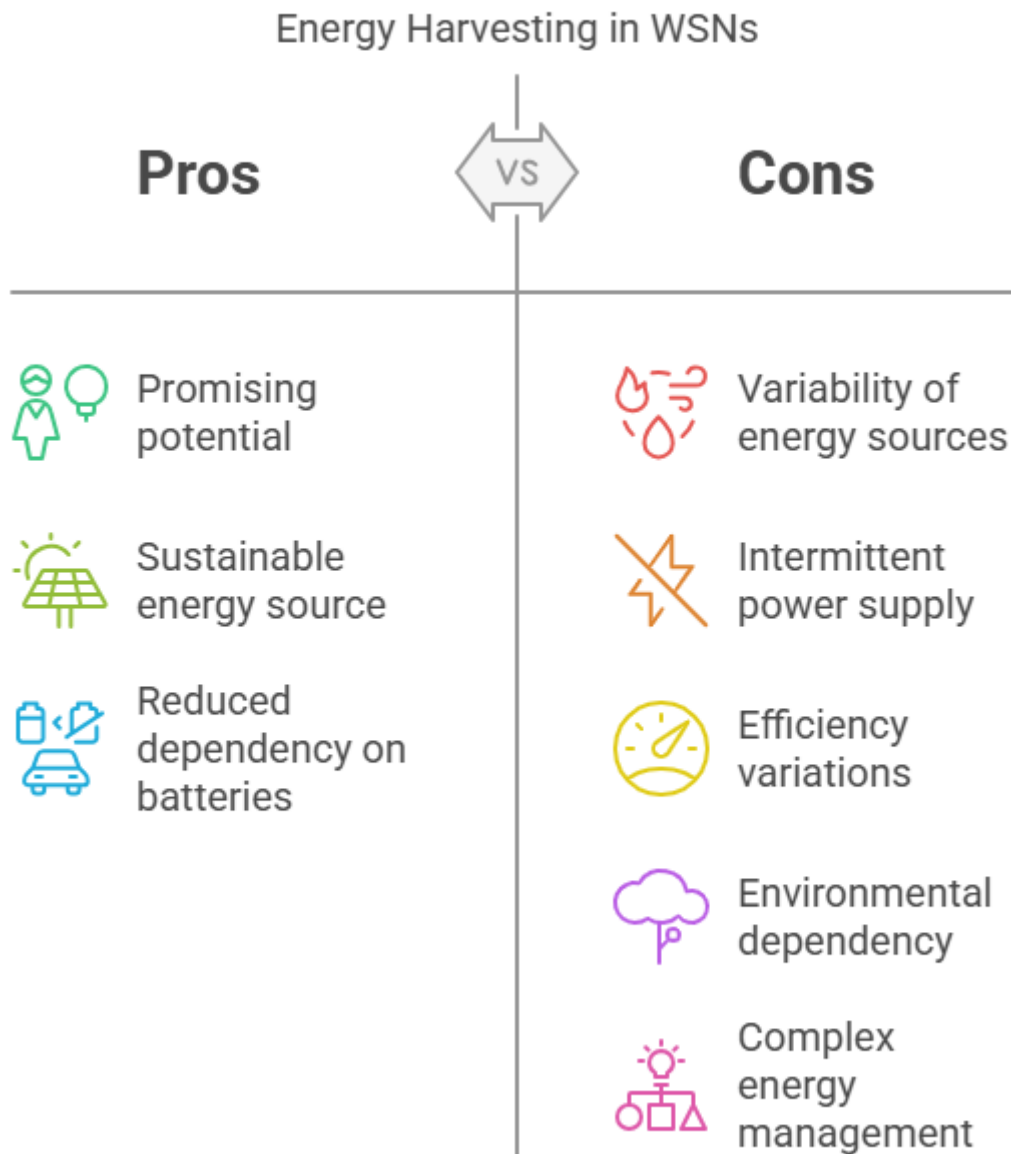 Energy Harvesting in WSNs
Pros
VS
Cons
Promising
potential
Sustainable
energy source
Reduced
dependency on
batteries
Variability of
energy sources
Intermittent
power supply
Efficiency
variations
Environmental
dependency
Complex
energy
management